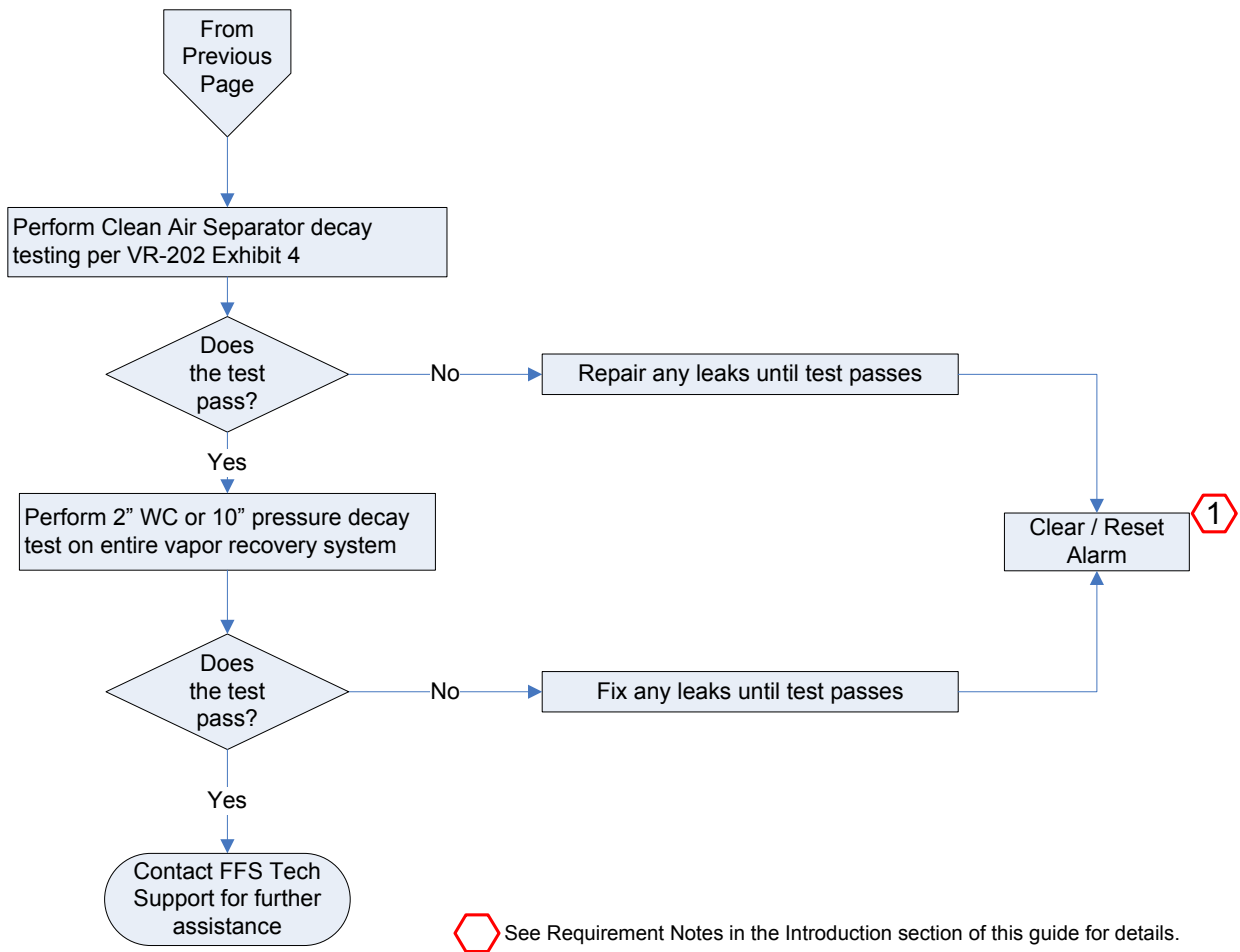 From
Previous
Page
Perform Clean Air Separator decay
testing per VR-202 Exhibit 4
Does
the test
pass?
No
Repair any leaks until test passes
Yes
Perform 2” WC or 10” pressure decay
test on entire vapor recovery system
1
Clear / Reset
Alarm
Does
the test
pass?
No
Fix any leaks until test passes
Yes
Contact FFS Tech
Support for further
assistance
See Requirement Notes in the Introduction section of this guide for details.